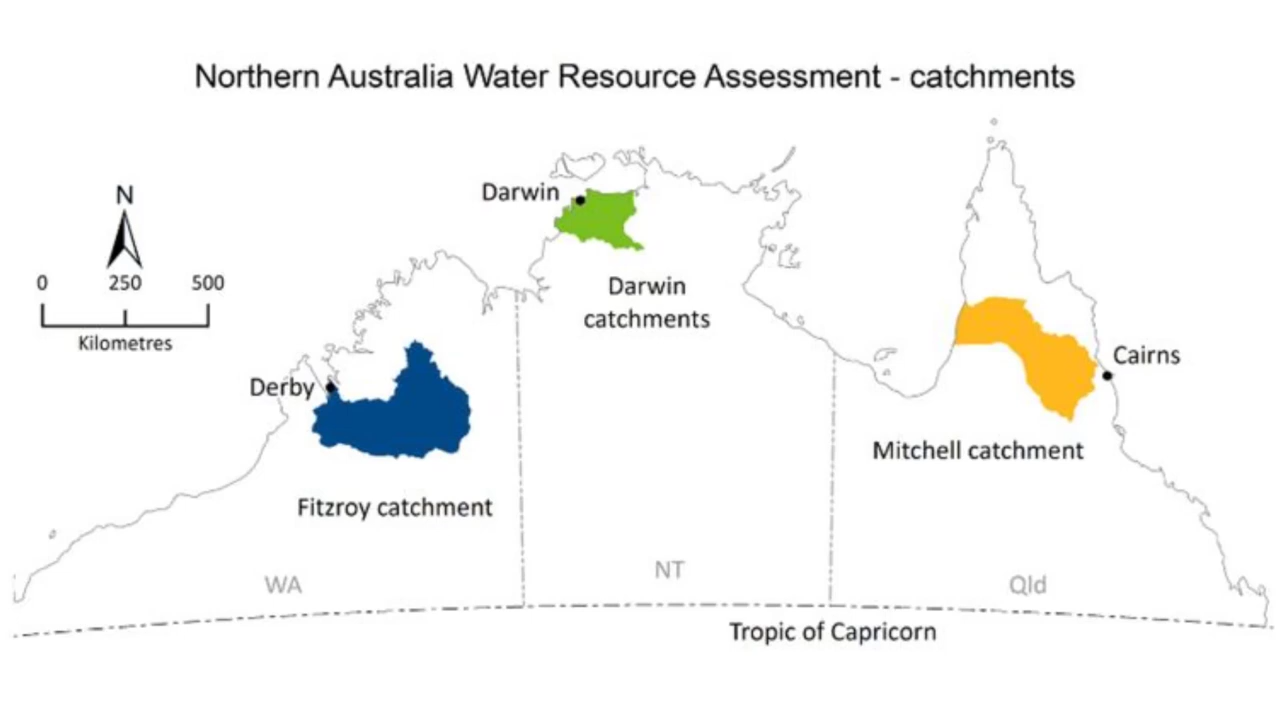 Northern Australia Water Resource Assessment - catchments
N
0 250 500
Kilometres
Darwin
Darwin
catchments
Derby
Fitzroy catchment
Cairns
Mitchell catchment
WA
NT
Qld
Tropic of Capricorn